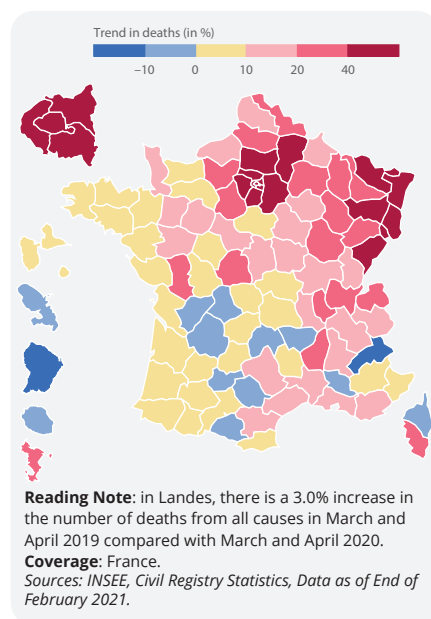 Trend in deaths (in %)
−10 0 10 20 40
Reading Note: in Landes, there is a 3.0% increase in
the number of deaths from all causes in March and
April 2019 compared with March and April 2020.
Coverage: France.
Sources: INSEE, Civil Registry Statistics, Data as of End of
February 2021.